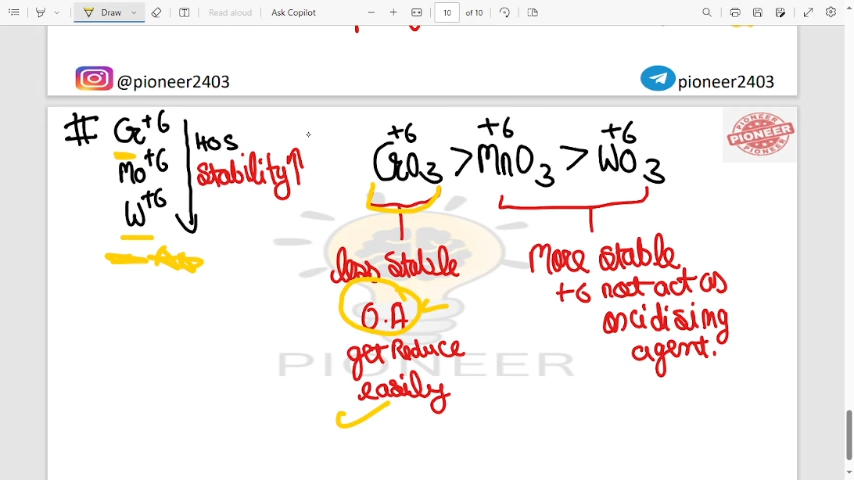 Draw
Read aloud
Ask Copilot
10 of 10
@pioneer2403
pioneer2403
# Cr+6
Mo+6
W+6
HOS
Stability↑
+6 +6 +6
CrO3 > MnO3 > WO3
less Stable
O.A
get Reduce
easily
More stable
+6 not act as
oxidising
agent.
PIONEER
PIONEER